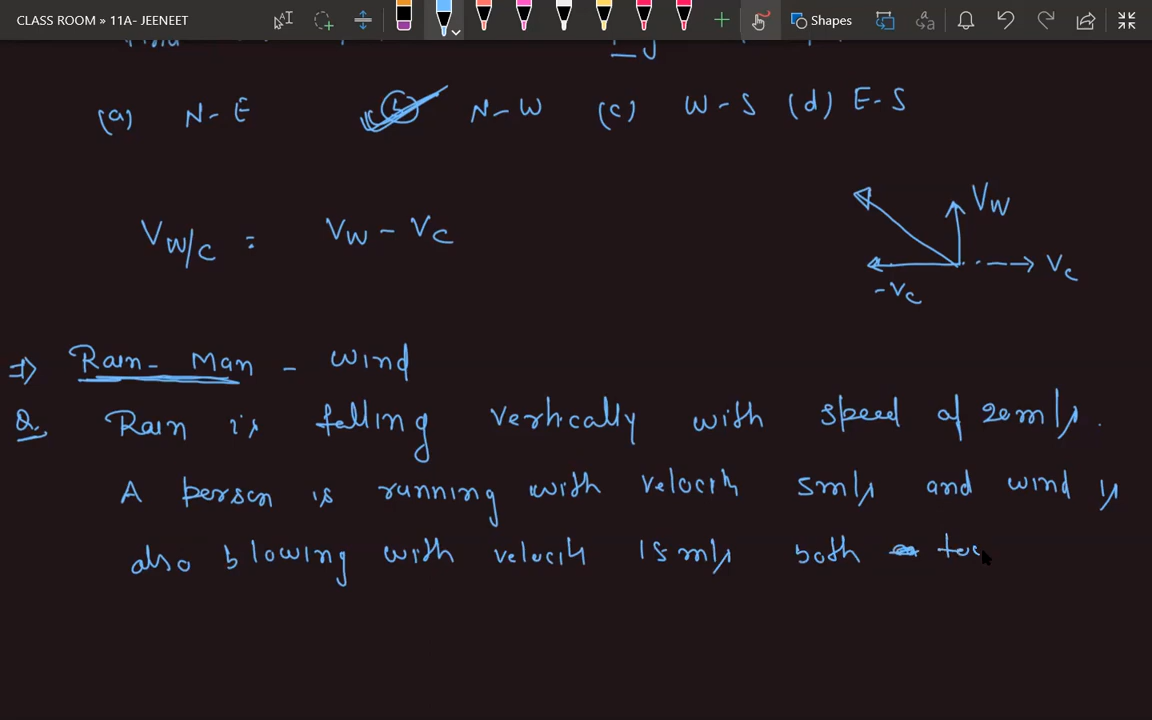 CLASS ROOM » 11A- JEENEET
Shapes
(a) N-E (b) N-W (c) W-S (d) E-S
VW/C = VW - VC
VW
VC
-VC
⇒ Rain- Man - Wind
Q. Rain is falling vertically with speed of 20m/s.
A person is running with velocity 5m/s and wind is
also blowing with velocity 15m/s both